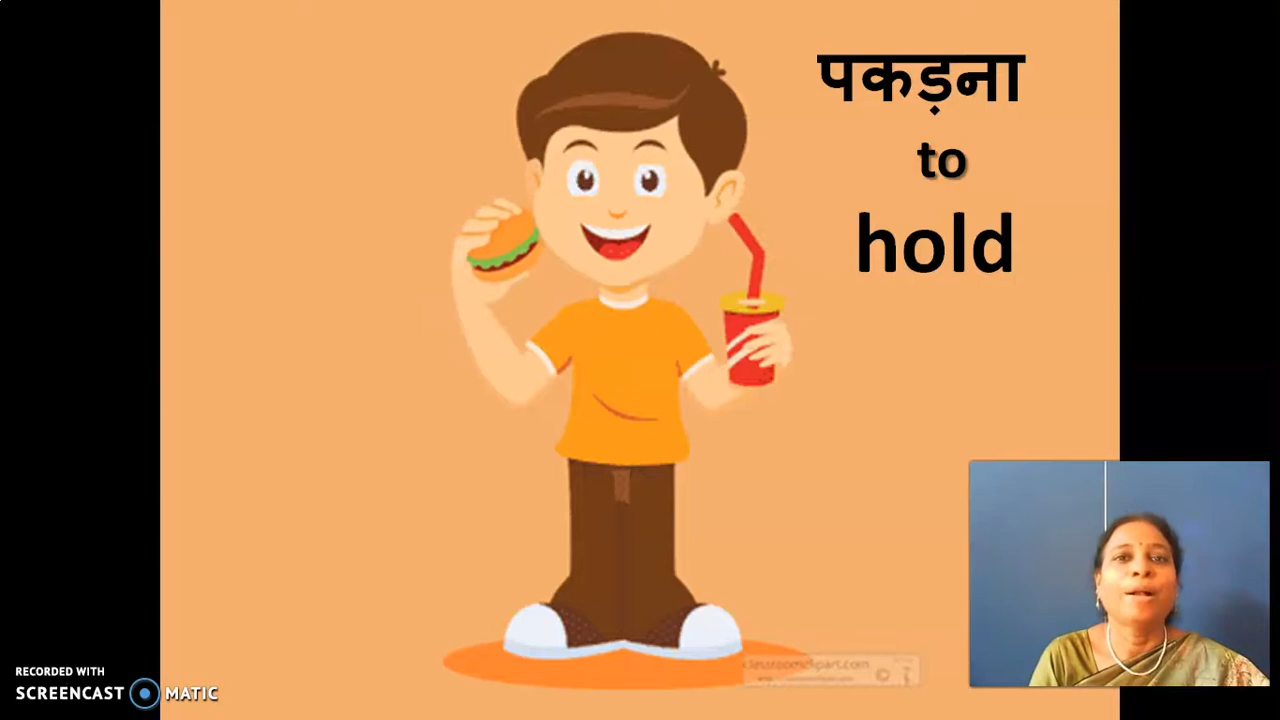 पकड़ना
to
hold
RECORDED WITH
SCREENCAST MATIC